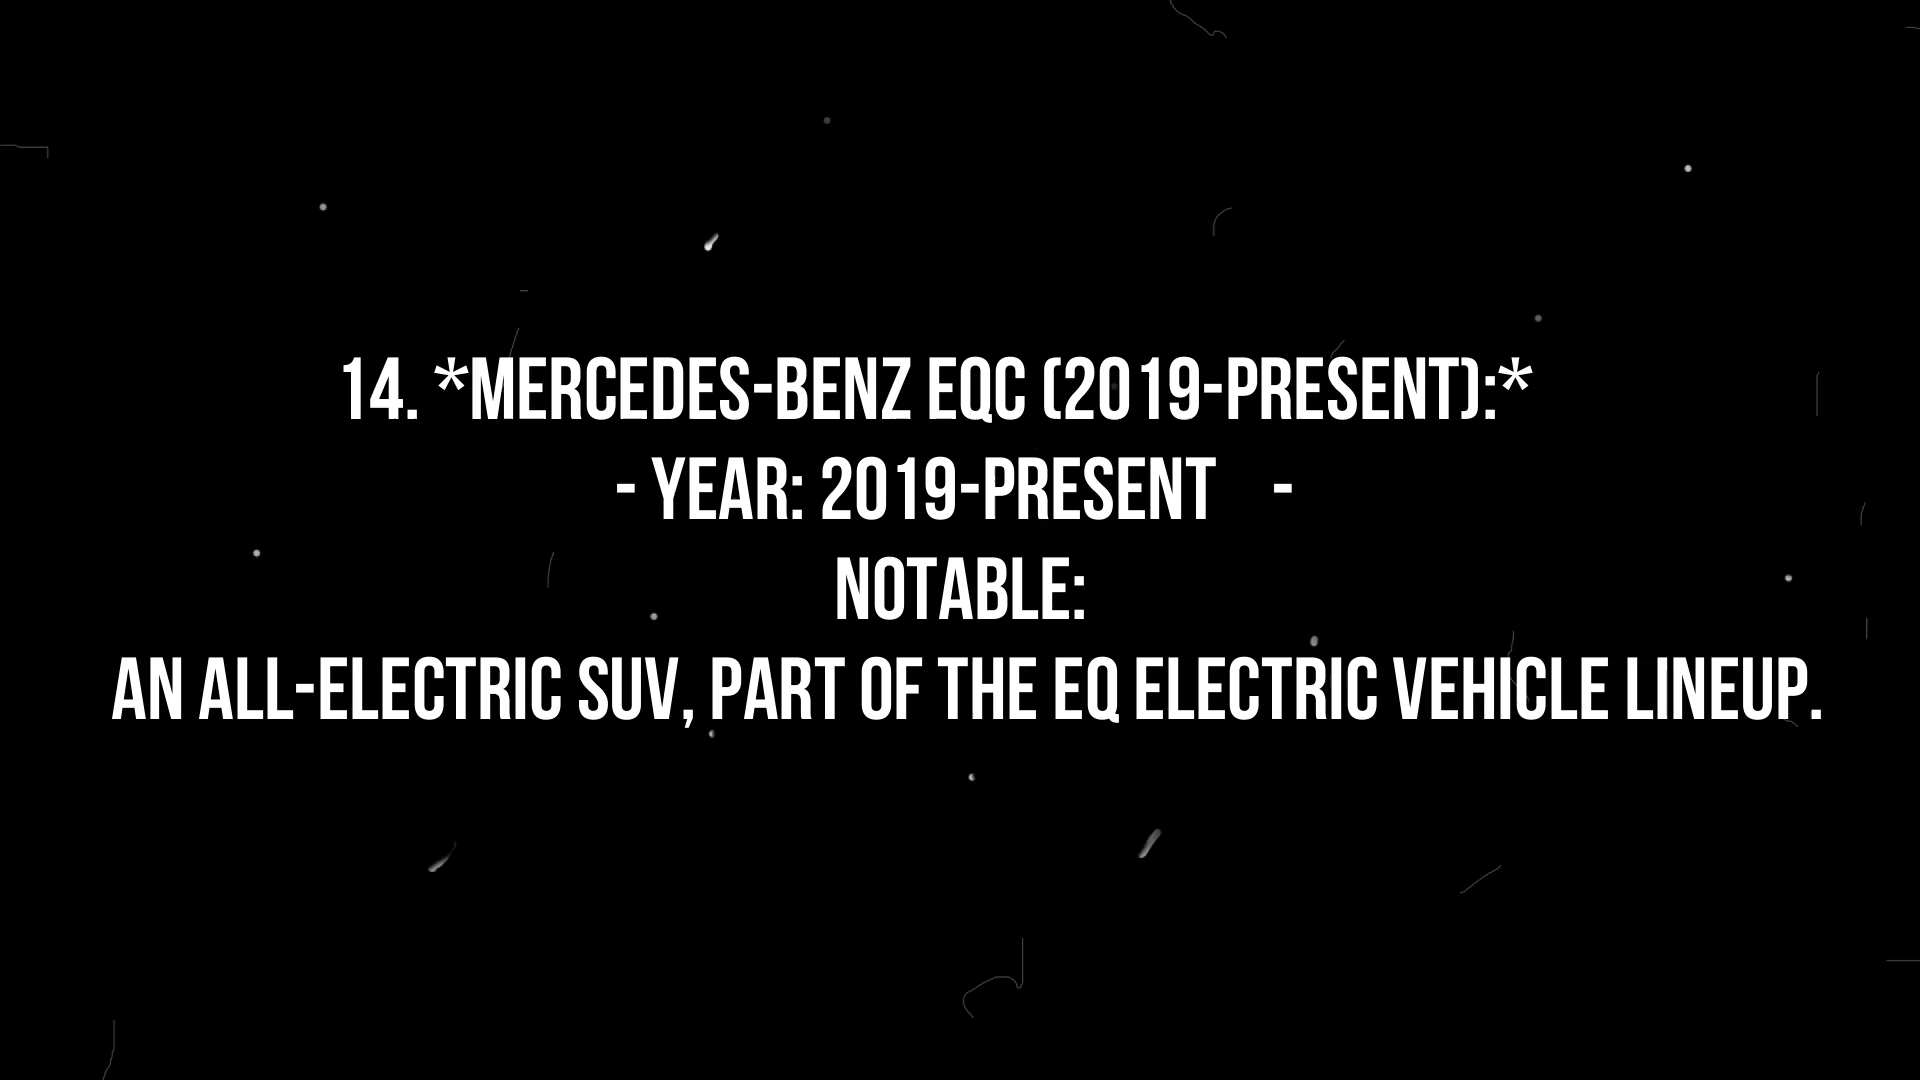 14. *MERCEDES-BENZ EQC (2019-PRESENT):*
- YEAR: 2019-PRESENT -
NOTABLE:
AN ALL-ELECTRIC SUV, PART OF THE EQ ELECTRIC VEHICLE LINEUP.